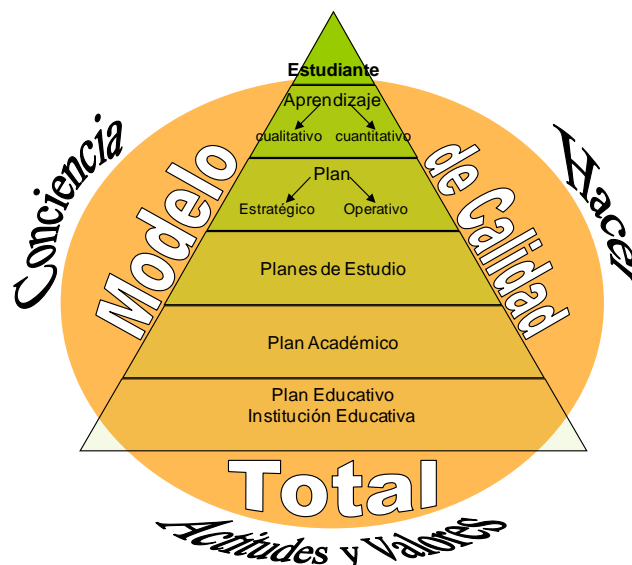 Estudiante
Aprendizaje
cualitativo cuantitativo
Plan
Estratégico Operativo
Planes de Estudio
Plan Académico
Plan Educativo
Institución Educativa
Modelo
de Calidad
Total
Conciencia
Hacer
Actitudes y Valores